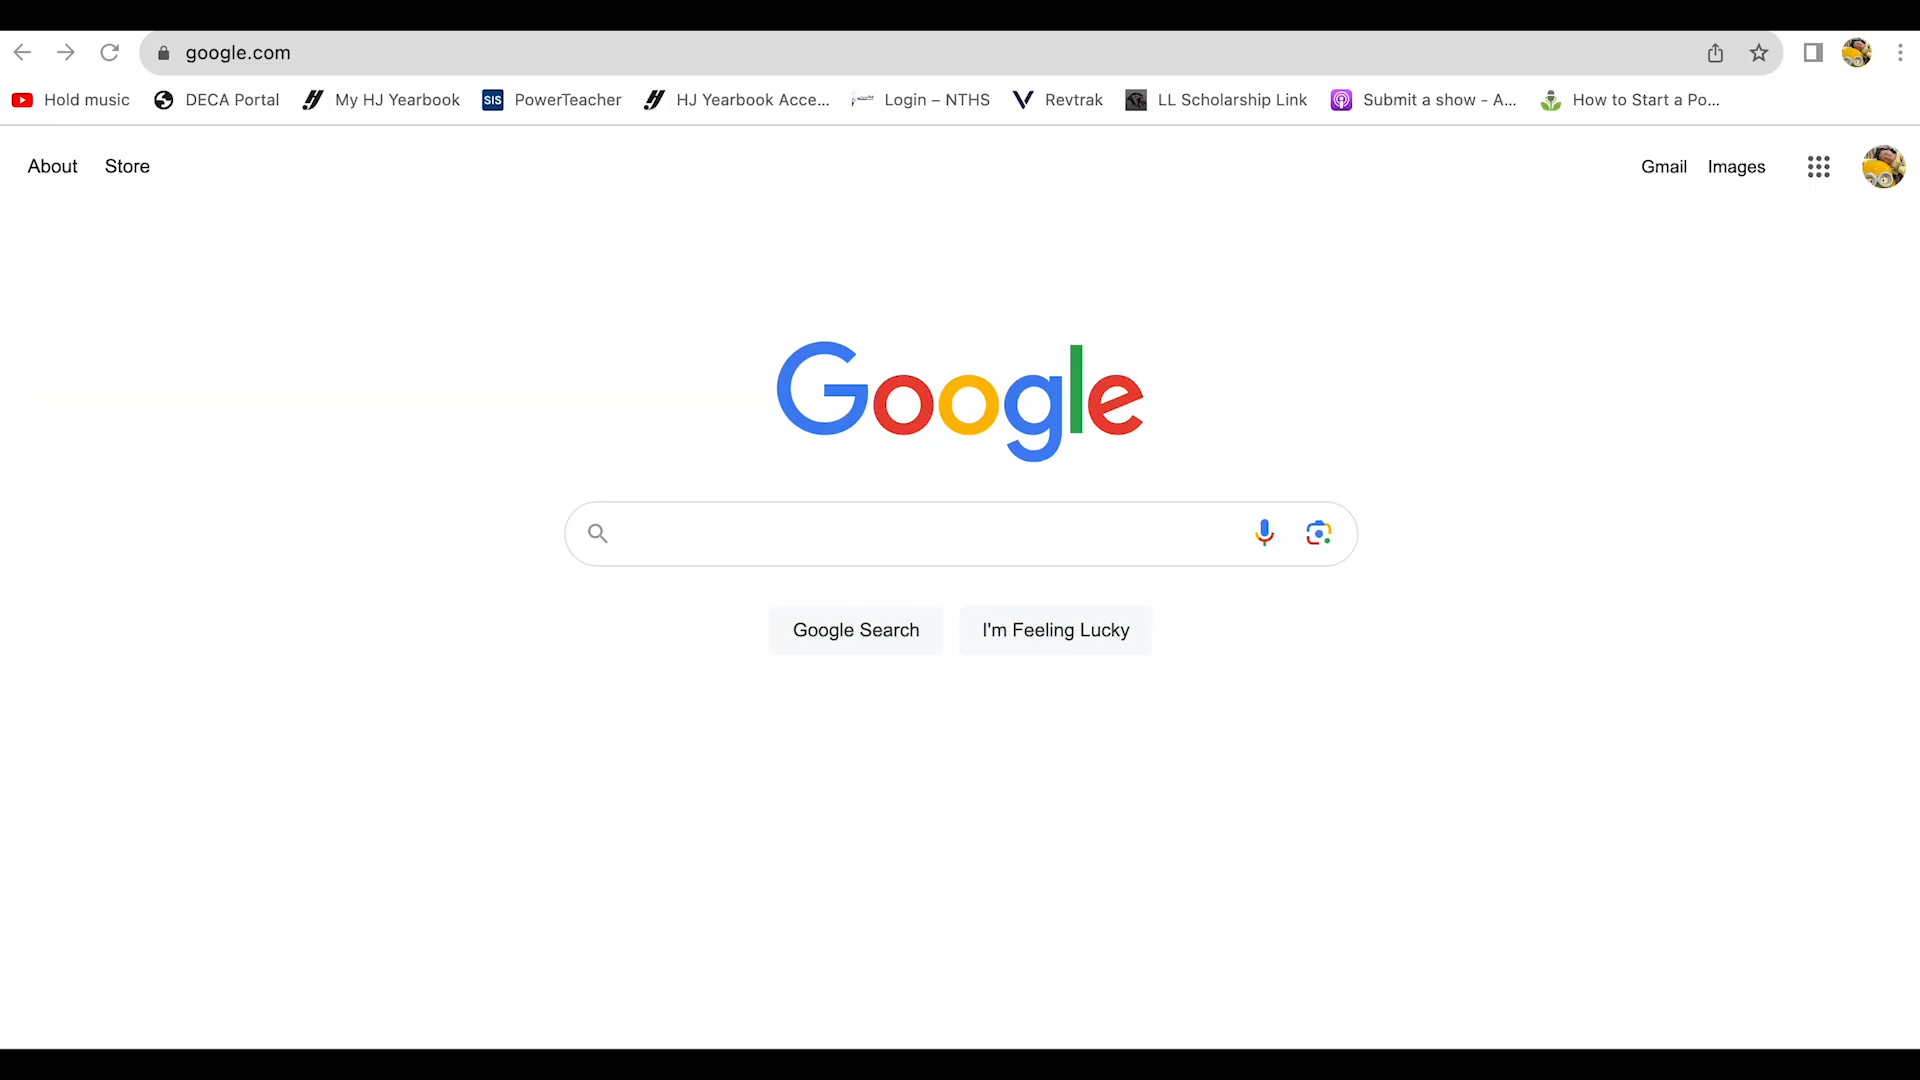 google.com
Hold music DECA Portal My HJ Yearbook SIS PowerTeacher HJ Yearbook Acce... Login – NTHS Revtrak LL Scholarship Link Submit a show - A... How to Start a Po...
About Store Gmail Images
Google
Google Search I'm Feeling Lucky